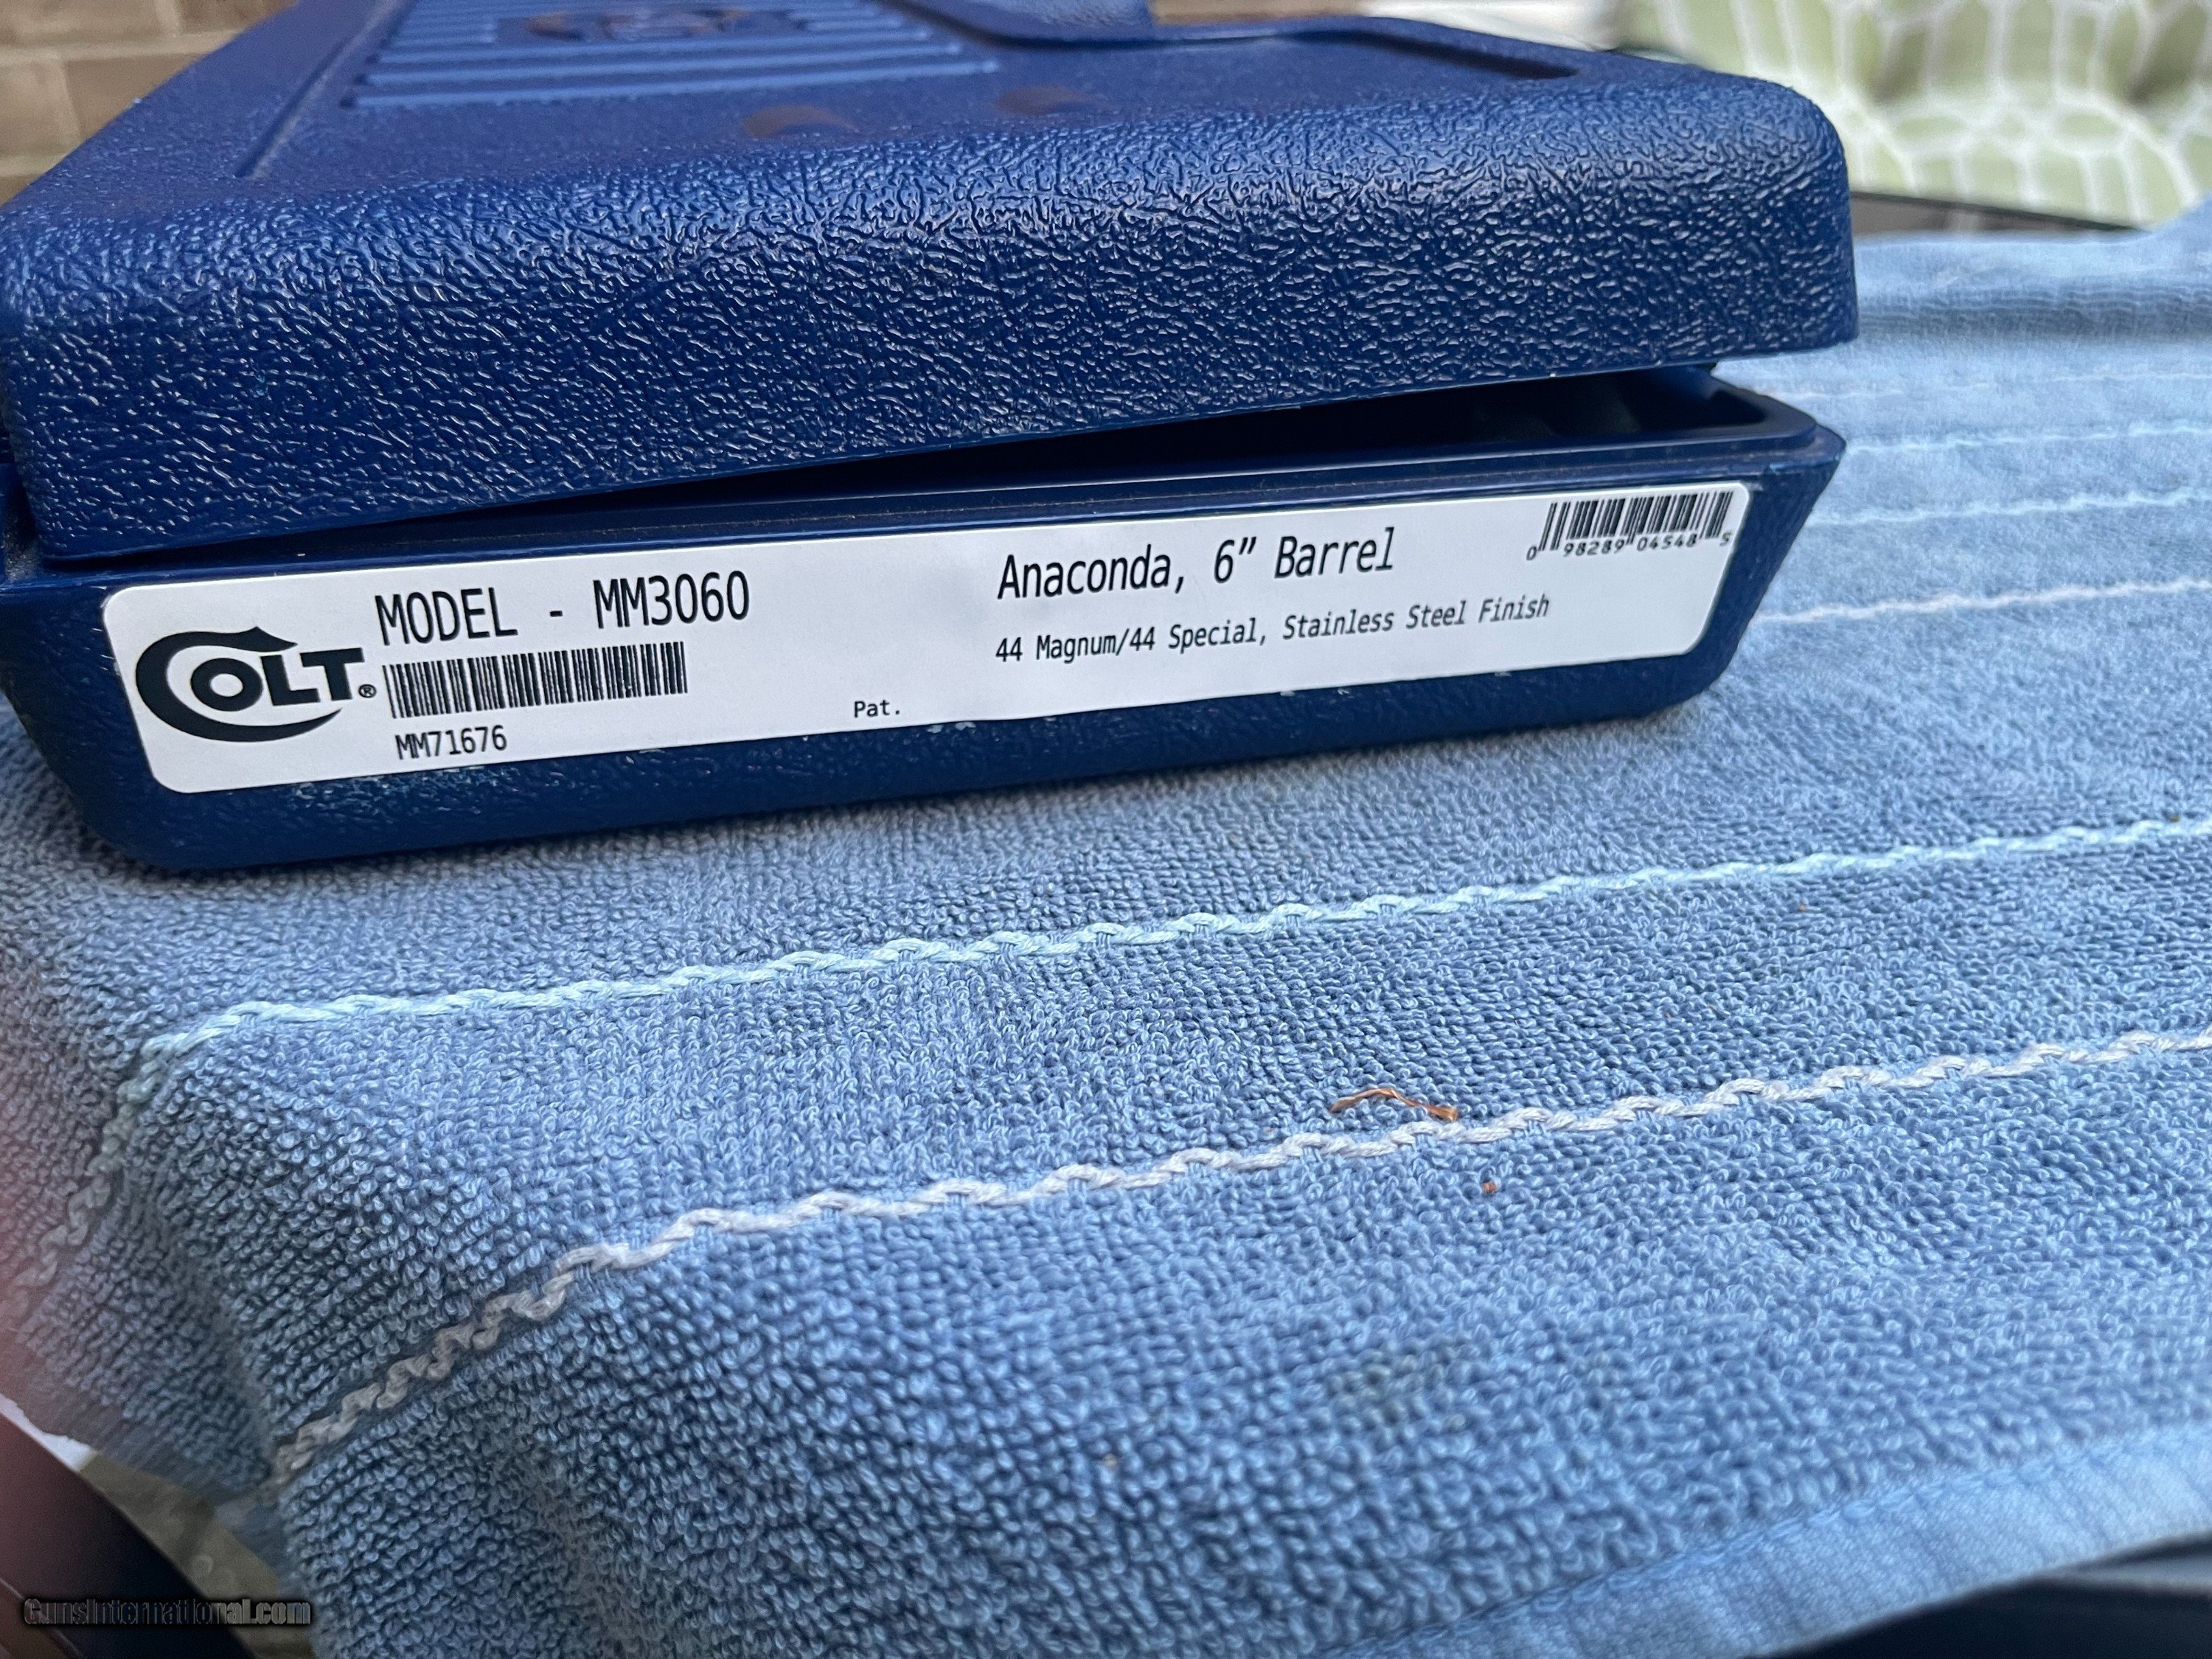 COLT®
MODEL - MM3060
MM71676
Pat.
Anaconda, 6” Barrel
44 Magnum/44 Special, Stainless Steel Finish
0 98289 04548 5
GunsInternational.com